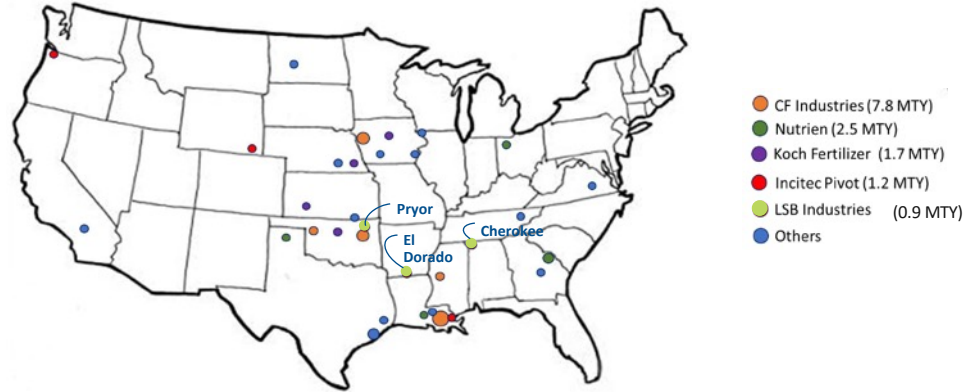 Pryor
Cherokee
El
Dorado
CF Industries (7.8 MTY)
Nutrien (2.5 MTY)
Koch Fertilizer (1.7 MTY)
Incitec Pivot (1.2 MTY)
LSB Industries (0.9 MTY)
Others